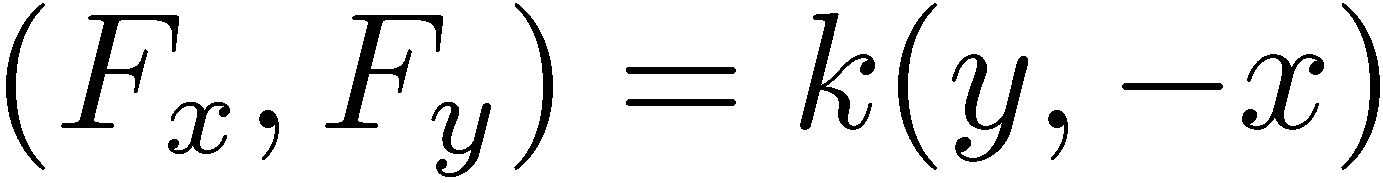 (F_x, F_y) = k(y, −x)